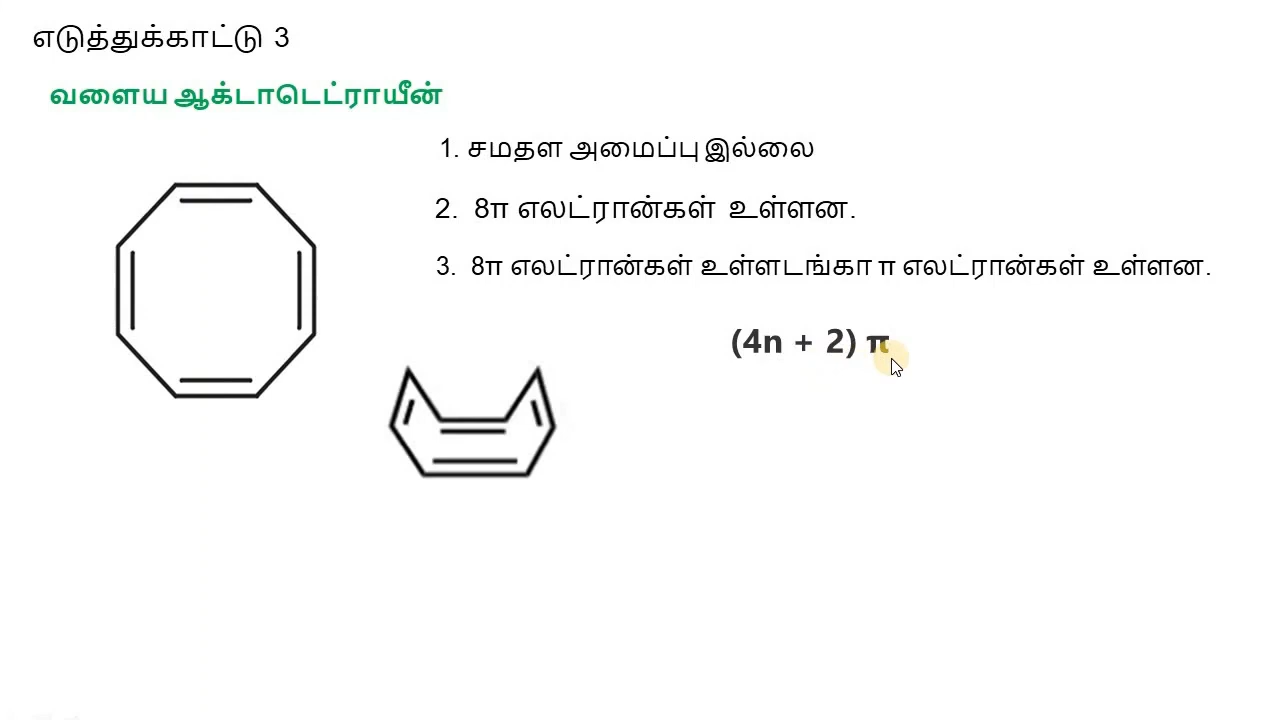 எடுத்துக்காட்டு 3
வளைய ஆக்டாடெட்ராயீன்
1. சமதள அமைப்பு இல்லை
2. 8π எலட்ரான்கள் உள்ளன.
3. 8π எலட்ரான்கள் உள்ளடங்கா π எலட்ரான்கள் உள்ளன.
(4n + 2) π